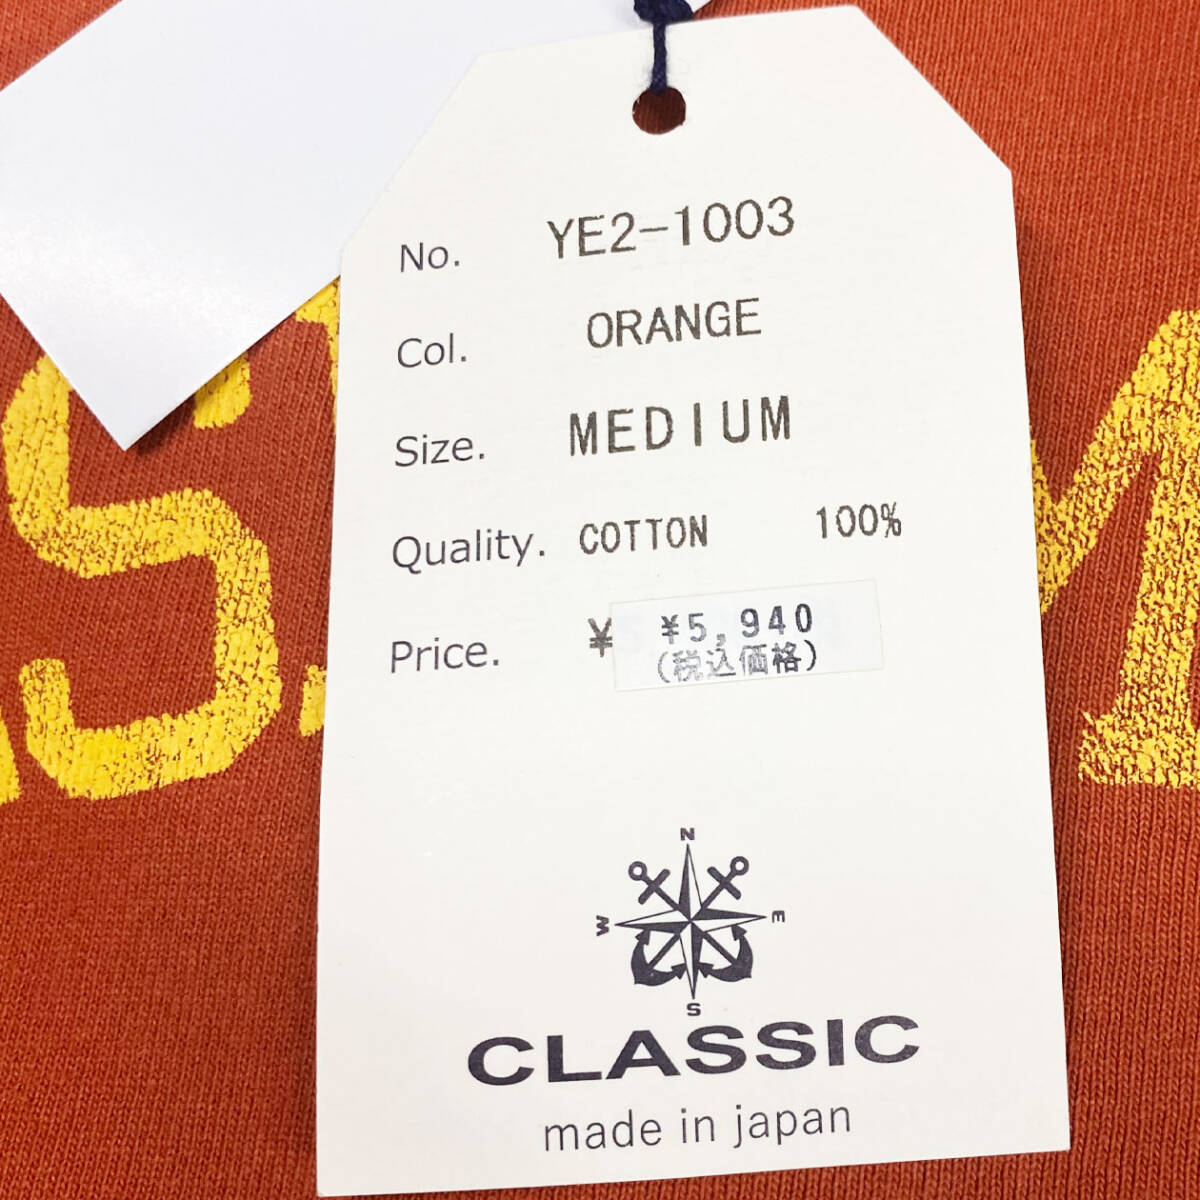 No. YE2-1003
Col. ORANGE
Size. MEDIUM
Quality. COTTON 100%
Price. ¥ ¥5,940
(税込価格)
N
W E
S
CLASSIC
made in japan
S M